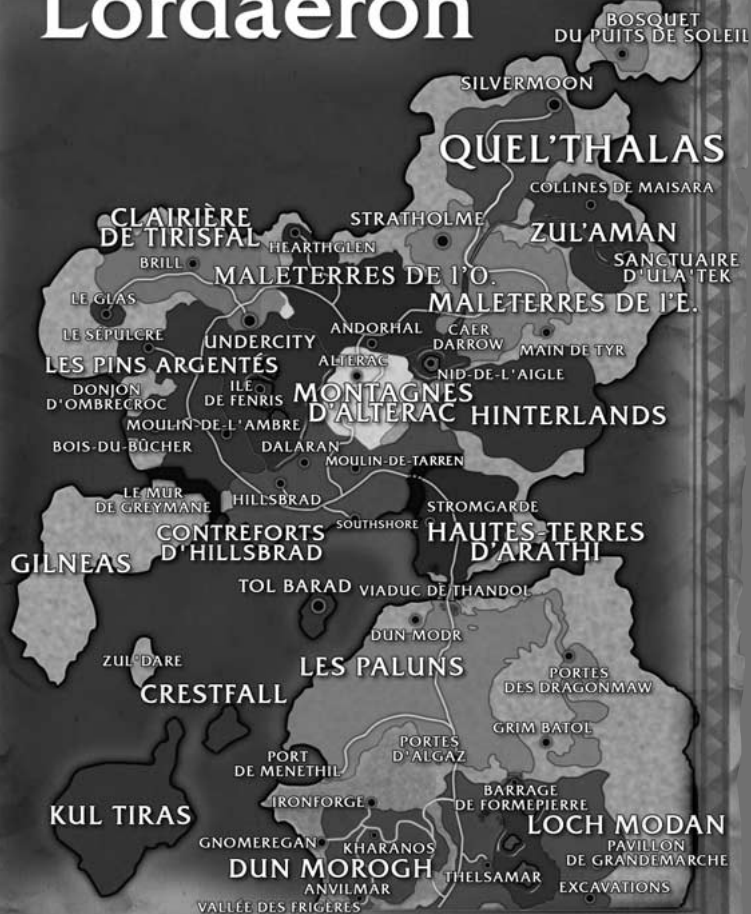 Lordaeron
BOSQUET
DU PUITS DE SOLEIL
SILVERMOON
QUEL'THALAS
COLLINES DE MAISARA
CLAIRIÈRE
DE TIRISFAL
STRATHOLME
ZUL'AMAN
HEARTHGLEN
BRILL
SANCTUAIRE
D'ULA'TEK
MALETERRES DE l'O.
MALETERRES DE l'E.
LE GLAS
LE SÉPULCRE
UNDERCITY
ANDORHAL
CAER
DARROW
MAIN DE TYR
LES PINS ARGENTÉS
ALTERAC
NID-DE-L'AIGLE
DONJON
D'OMBRECROC
ILE
DE FENRIS
MONTAGNES
D'ALTERAC
HINTERLANDS
MOULIN-DE-L'AMBRE
BOIS-DU-BÛCHER
DALARAN
MOULIN-DE-TARREN
LE MUR
DE GREYMANE
HILLSBRAD
STROMGARDE
SOUTHSHORE
CONTREFORTS
D'HILLSBRAD
HAUTES-TERRES
D'ARATHI
GILNEAS
TOL BARAD
VIADUC DE THANDOL
DUN MODR
ZUL'DARE
LES PALUNS
PORTES
DES DRAGONMAW
CRESTFALL
GRIM BATOL
PORTES
D'ALGAZ
PORT
DE MENETHIL
BARRAGE
DE FORMEPIERRE
IRONFORGE
KUL TIRAS
LOCH MODAN
GNOMEREGAN
KHARANOS
PAVILLON
DE GRANDEMARCHE
DUN MOROGH
THELSAMAR
ANVILMAR
EXCAVATIONS
VALLÉE DES FRIGÈRES